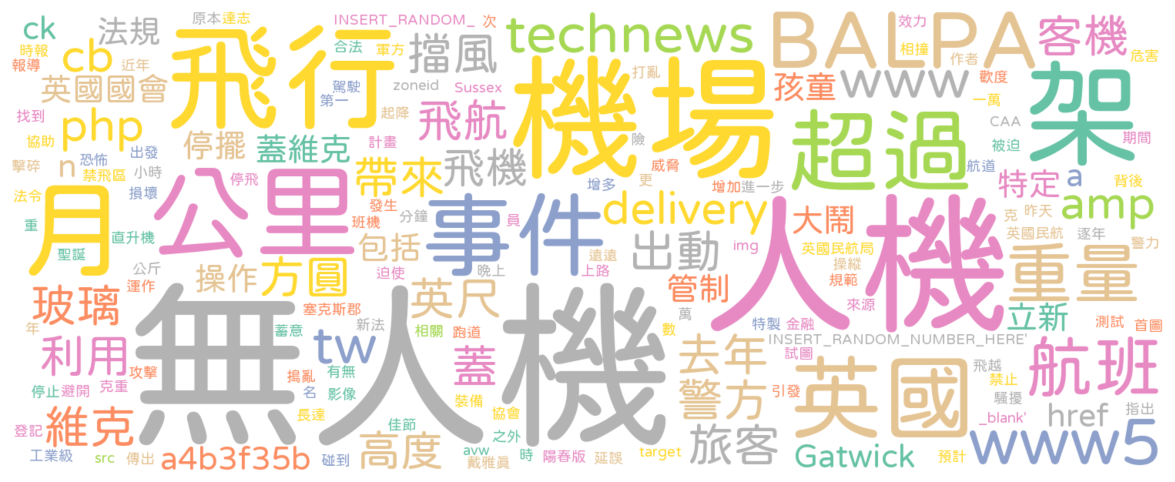 原本 遠志 INSERT_RANDOM_ 次 效力
ck 法規 合法 軍方 technews BALPA 客機
時報 cb 近年 飛行 擋風 打亂 相撞 作者 危害
報導 英國國會 駕駛 zoneid 機場 孩童 www 歡度 架
找到 php 停擺 第一 起降 Sussex 一萬
協助 計畫 飛航 險 超過 CAA 期間
擊碎 n 恐怖 出發 蓋維克 飛機 威脅 被迫
禁飛區 小時 帶來 更 增加 進一步 航道 特定 a 背後
法令 月 損壞 公里 停飛 發生 增多 delivery 大鬧 克 昨天 amp
重 直升機 班機 分鐘 事件 員 英國民航 逐年 警力
聖誕 包括 出動 img 人機 英國民航局
公斤 操作 方圓 迫使 晚上 遠遠 上路 操縱 重量
運作 管制 規範
玻璃 無人機 塞克斯郡 英尺 萬 來源 立新
年 蓄意 新法 相關 跑道 數 特製 金融 測試 首圖
利用 tw 蓋 去年 INSERT_RANDOM_NUMBER_HERE' 航班
攻擊 搗亂 有無 試圖 飛越
停止 避開 克重 名 影像 裝備 協會 警方 引發 英國 禁止
登記 維克 長達 佳節 之外 旅客 騷擾 _blank' href 指出
工業級 src 傳出 a4b3f35b 碰到 高度 avw 時 陽春版 延誤 target Gatwick 預計 www5
戴雅眞